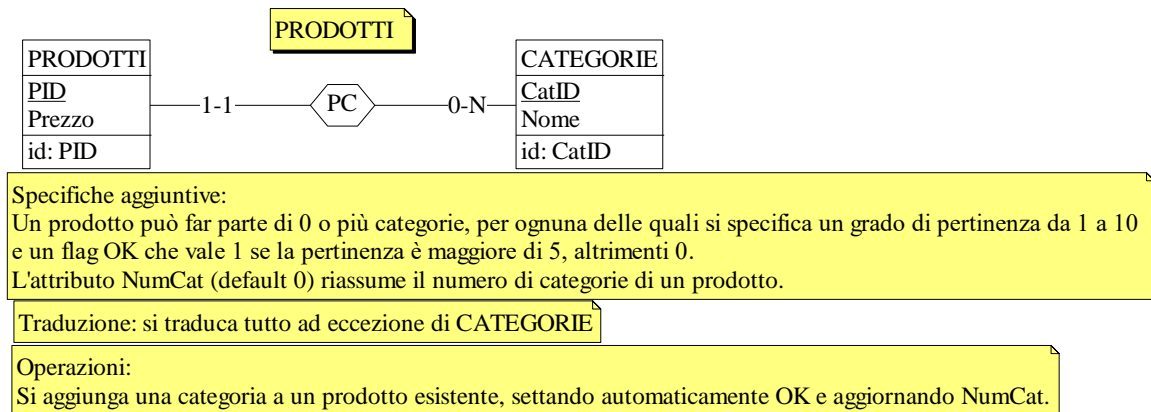 PRODOTTI
PRODOTTI
PID
Prezzo
id: PID
1-1
PC
0-N
CATEGORIE
CatID
Nome
id: CatID
Specifiche aggiuntive:
Un prodotto può far parte di 0 o più categorie, per ognuna delle quali si specifica un grado di pertinenza da 1 a 10
e un flag OK che vale 1 se la pertinenza è maggiore di 5, altrimenti 0.
L'attributo NumCat (default 0) riassume il numero di categorie di un prodotto.
Traduzione: si traduca tutto ad eccezione di CATEGORIE
Operazioni:
Si aggiunga una categoria a un prodotto esistente, settando automaticamente OK e aggiornando NumCat.